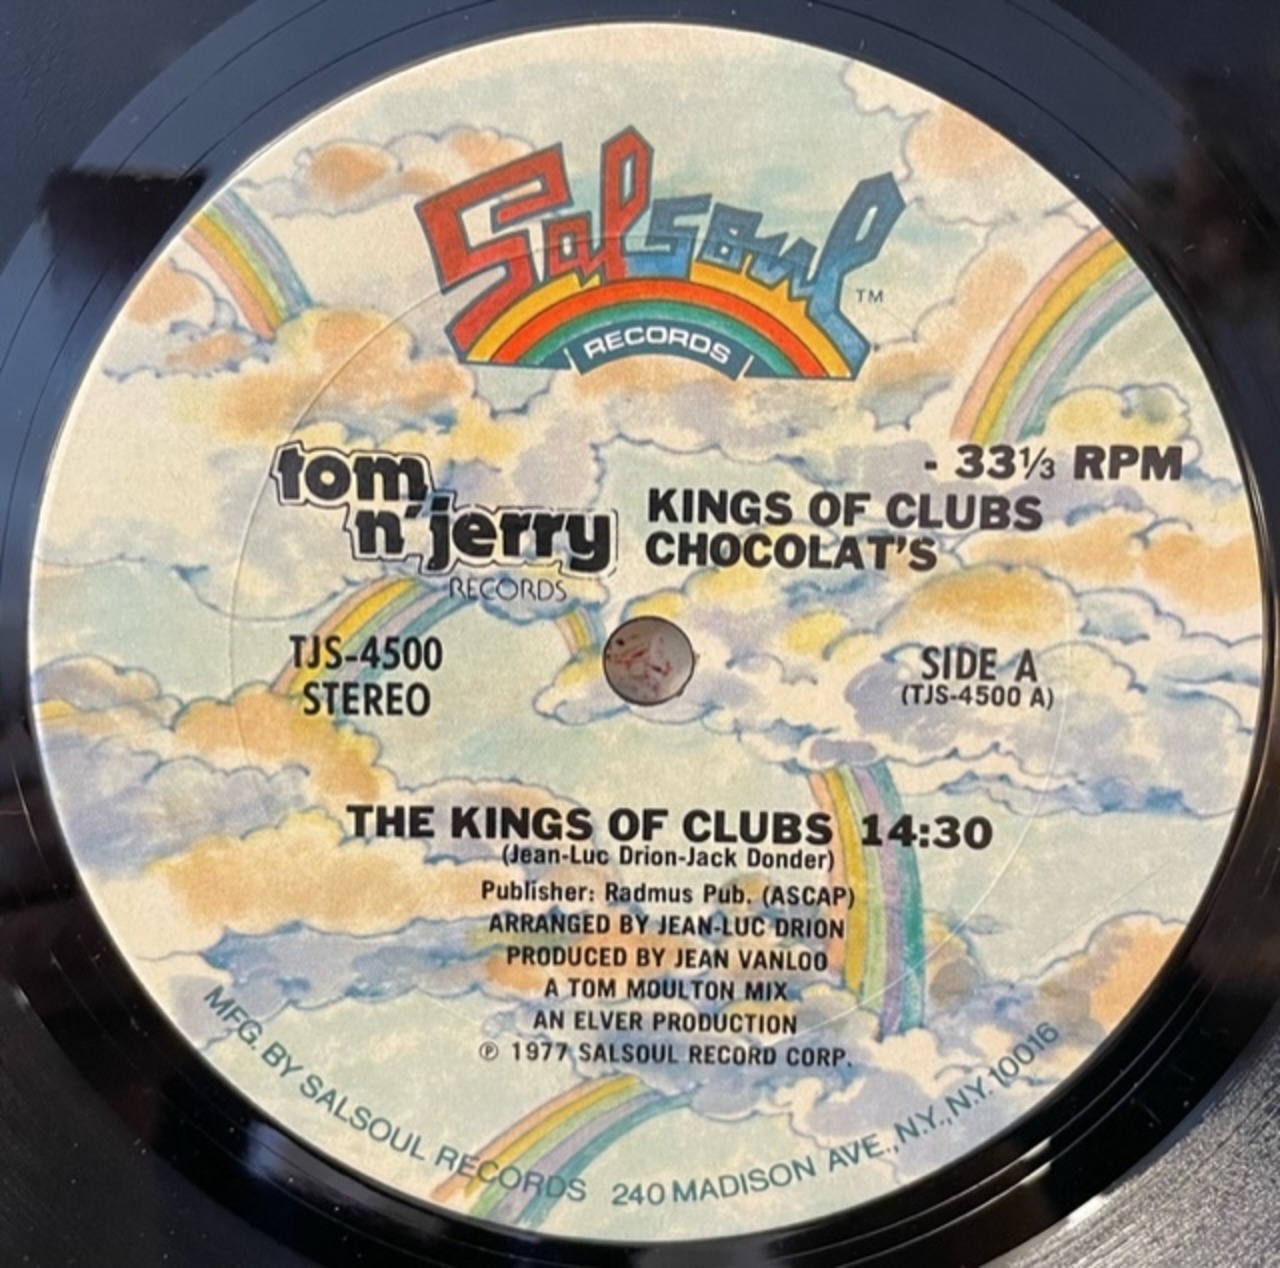 Salsoul TM
RECORDS
tom
n' jerry
RECORDS
- 33⅓ RPM
KINGS OF CLUBS
CHOCOLAT'S
TJS-4500
STEREO
SIDE A
(TJS-4500 A)
THE KINGS OF CLUBS 14:30
(Jean-Luc Drion-Jack Donder)
Publisher: Radmus Pub. (ASCAP)
ARRANGED BY JEAN-LUC DRION
PRODUCED BY JEAN VANLOO
A TOM MOULTON MIX
AN ELVER PRODUCTION
℗ 1977 SALSOUL RECORD CORP.
MFG. BY SALSOUL RECORDS 240 MADISON AVE., N.Y., N.Y. 10016